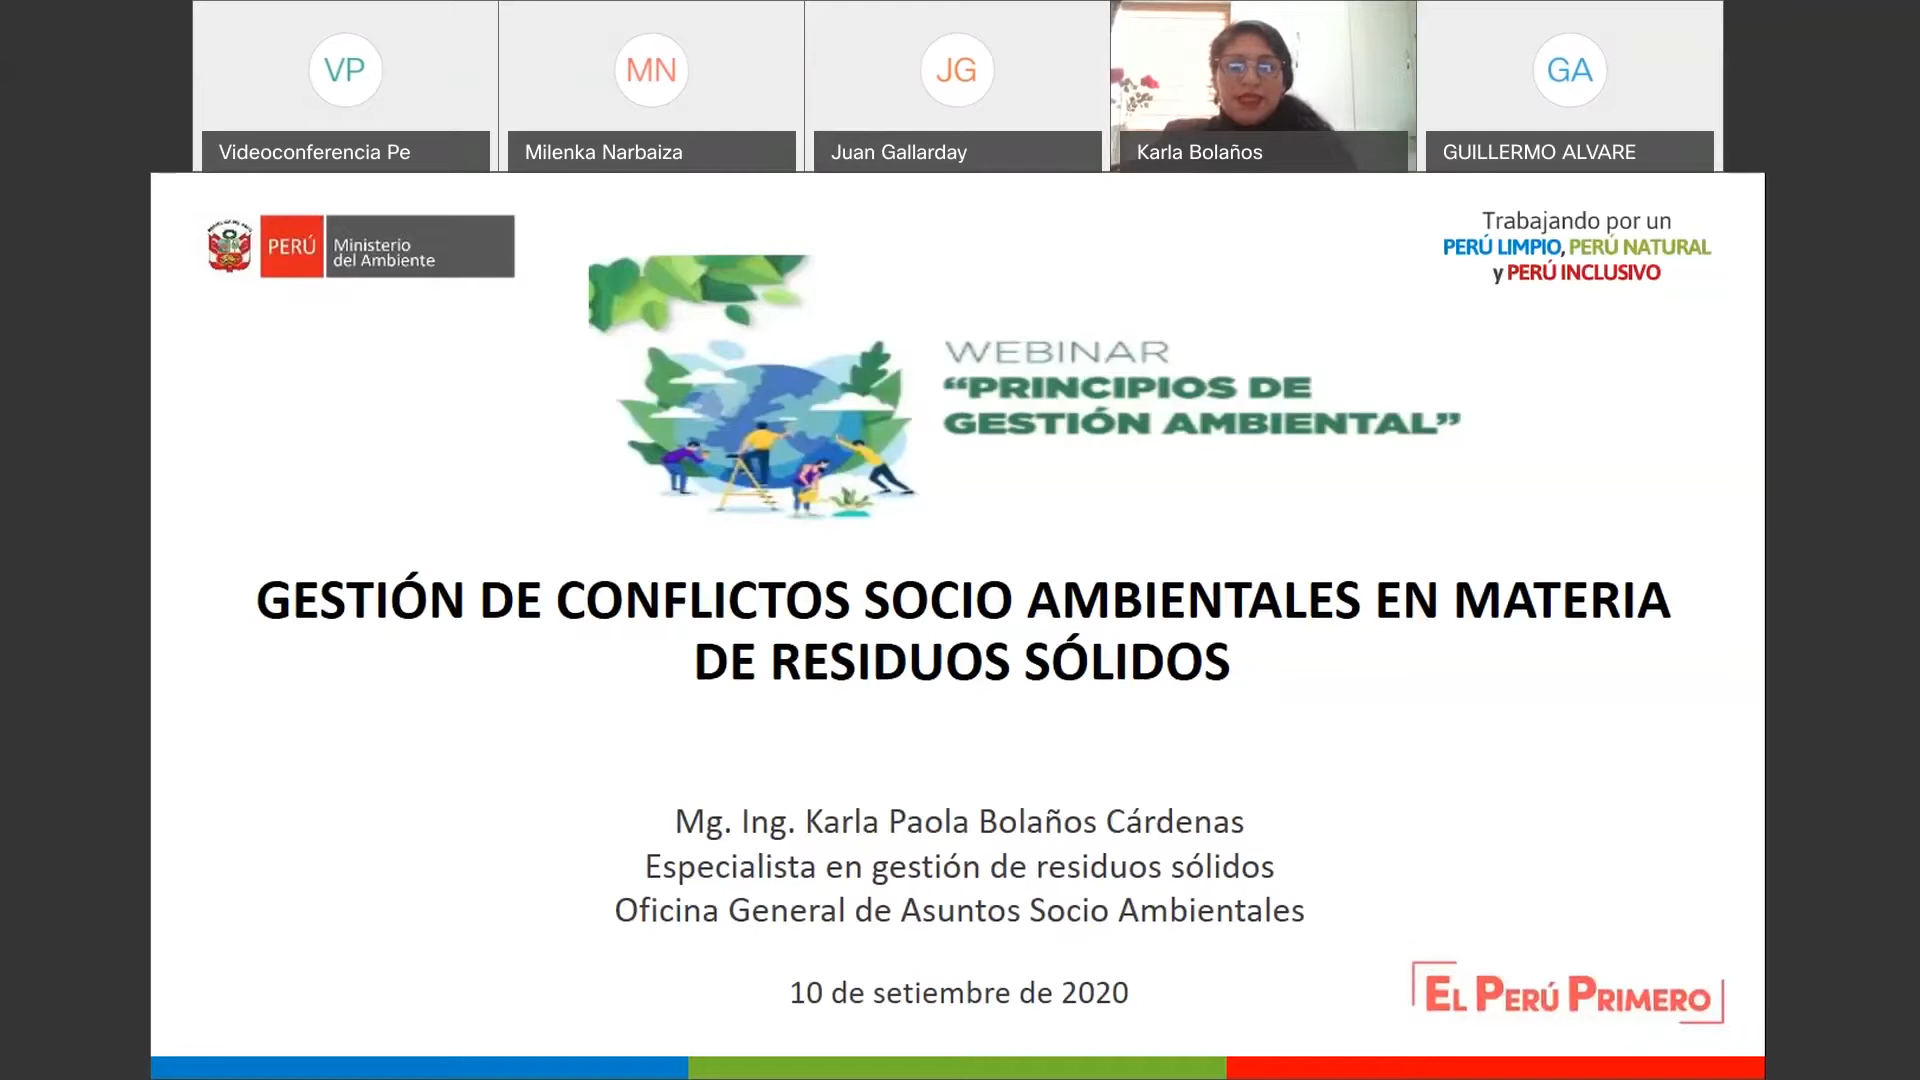 VP
MN
JG
GA
Videoconferencia Pe
Milenka Narbaiza
Juan Gallarday
Karla Bolaños
GUILLERMO ALVARE
PERÚ
Ministerio
del Ambiente
Trabajando por un
PERÚ LIMPIO, PERÚ NATURAL
y PERÚ INCLUSIVO
WEBINAR
“PRINCIPIOS DE
GESTIÓN AMBIENTAL”
GESTIÓN DE CONFLICTOS SOCIO AMBIENTALES EN MATERIA
DE RESIDUOS SÓLIDOS
Mg. Ing. Karla Paola Bolaños Cárdenas
Especialista en gestión de residuos sólidos
Oficina General de Asuntos Socio Ambientales
10 de setiembre de 2020
EL PERÚ PRIMERO